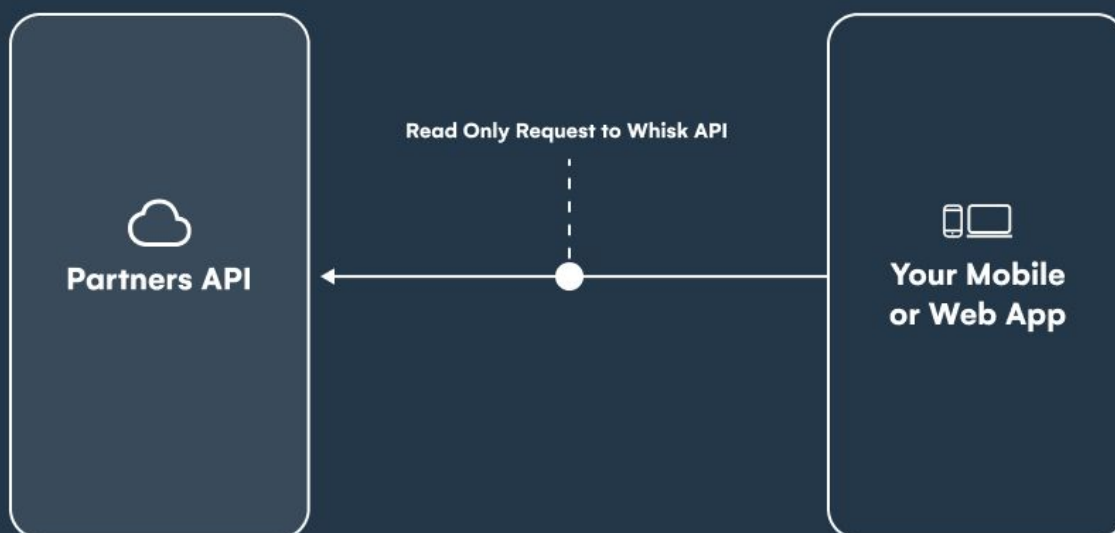 Read Only Request to Whisk API
Partners API
Your Mobile
or Web App